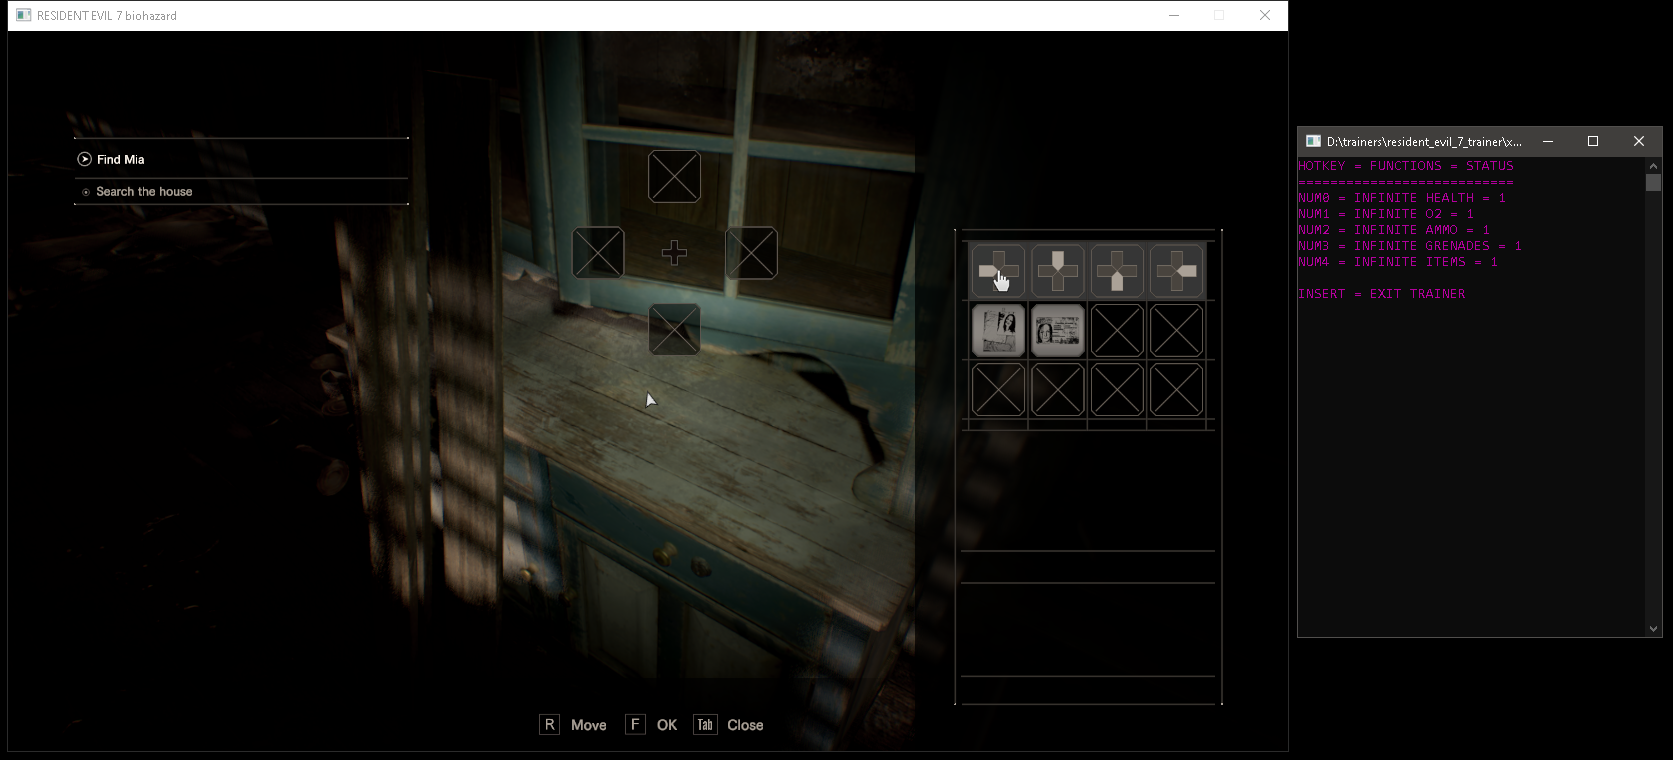 RESIDENT EVIL 7 biohazard
Find Mia
Search the house
R Move F OK Tab Close
D:\trainers\resident_evil_7_trainer\x...
HOTKEY = FUNCTIONS = STATUS
===========================
NUM0 = INFINITE HEALTH = 1
NUM1 = INFINITE O2 = 1
NUM2 = INFINITE AMMO = 1
NUM3 = INFINITE GRENADES = 1
NUM4 = INFINITE ITEMS = 1
INSERT = EXIT TRAINER